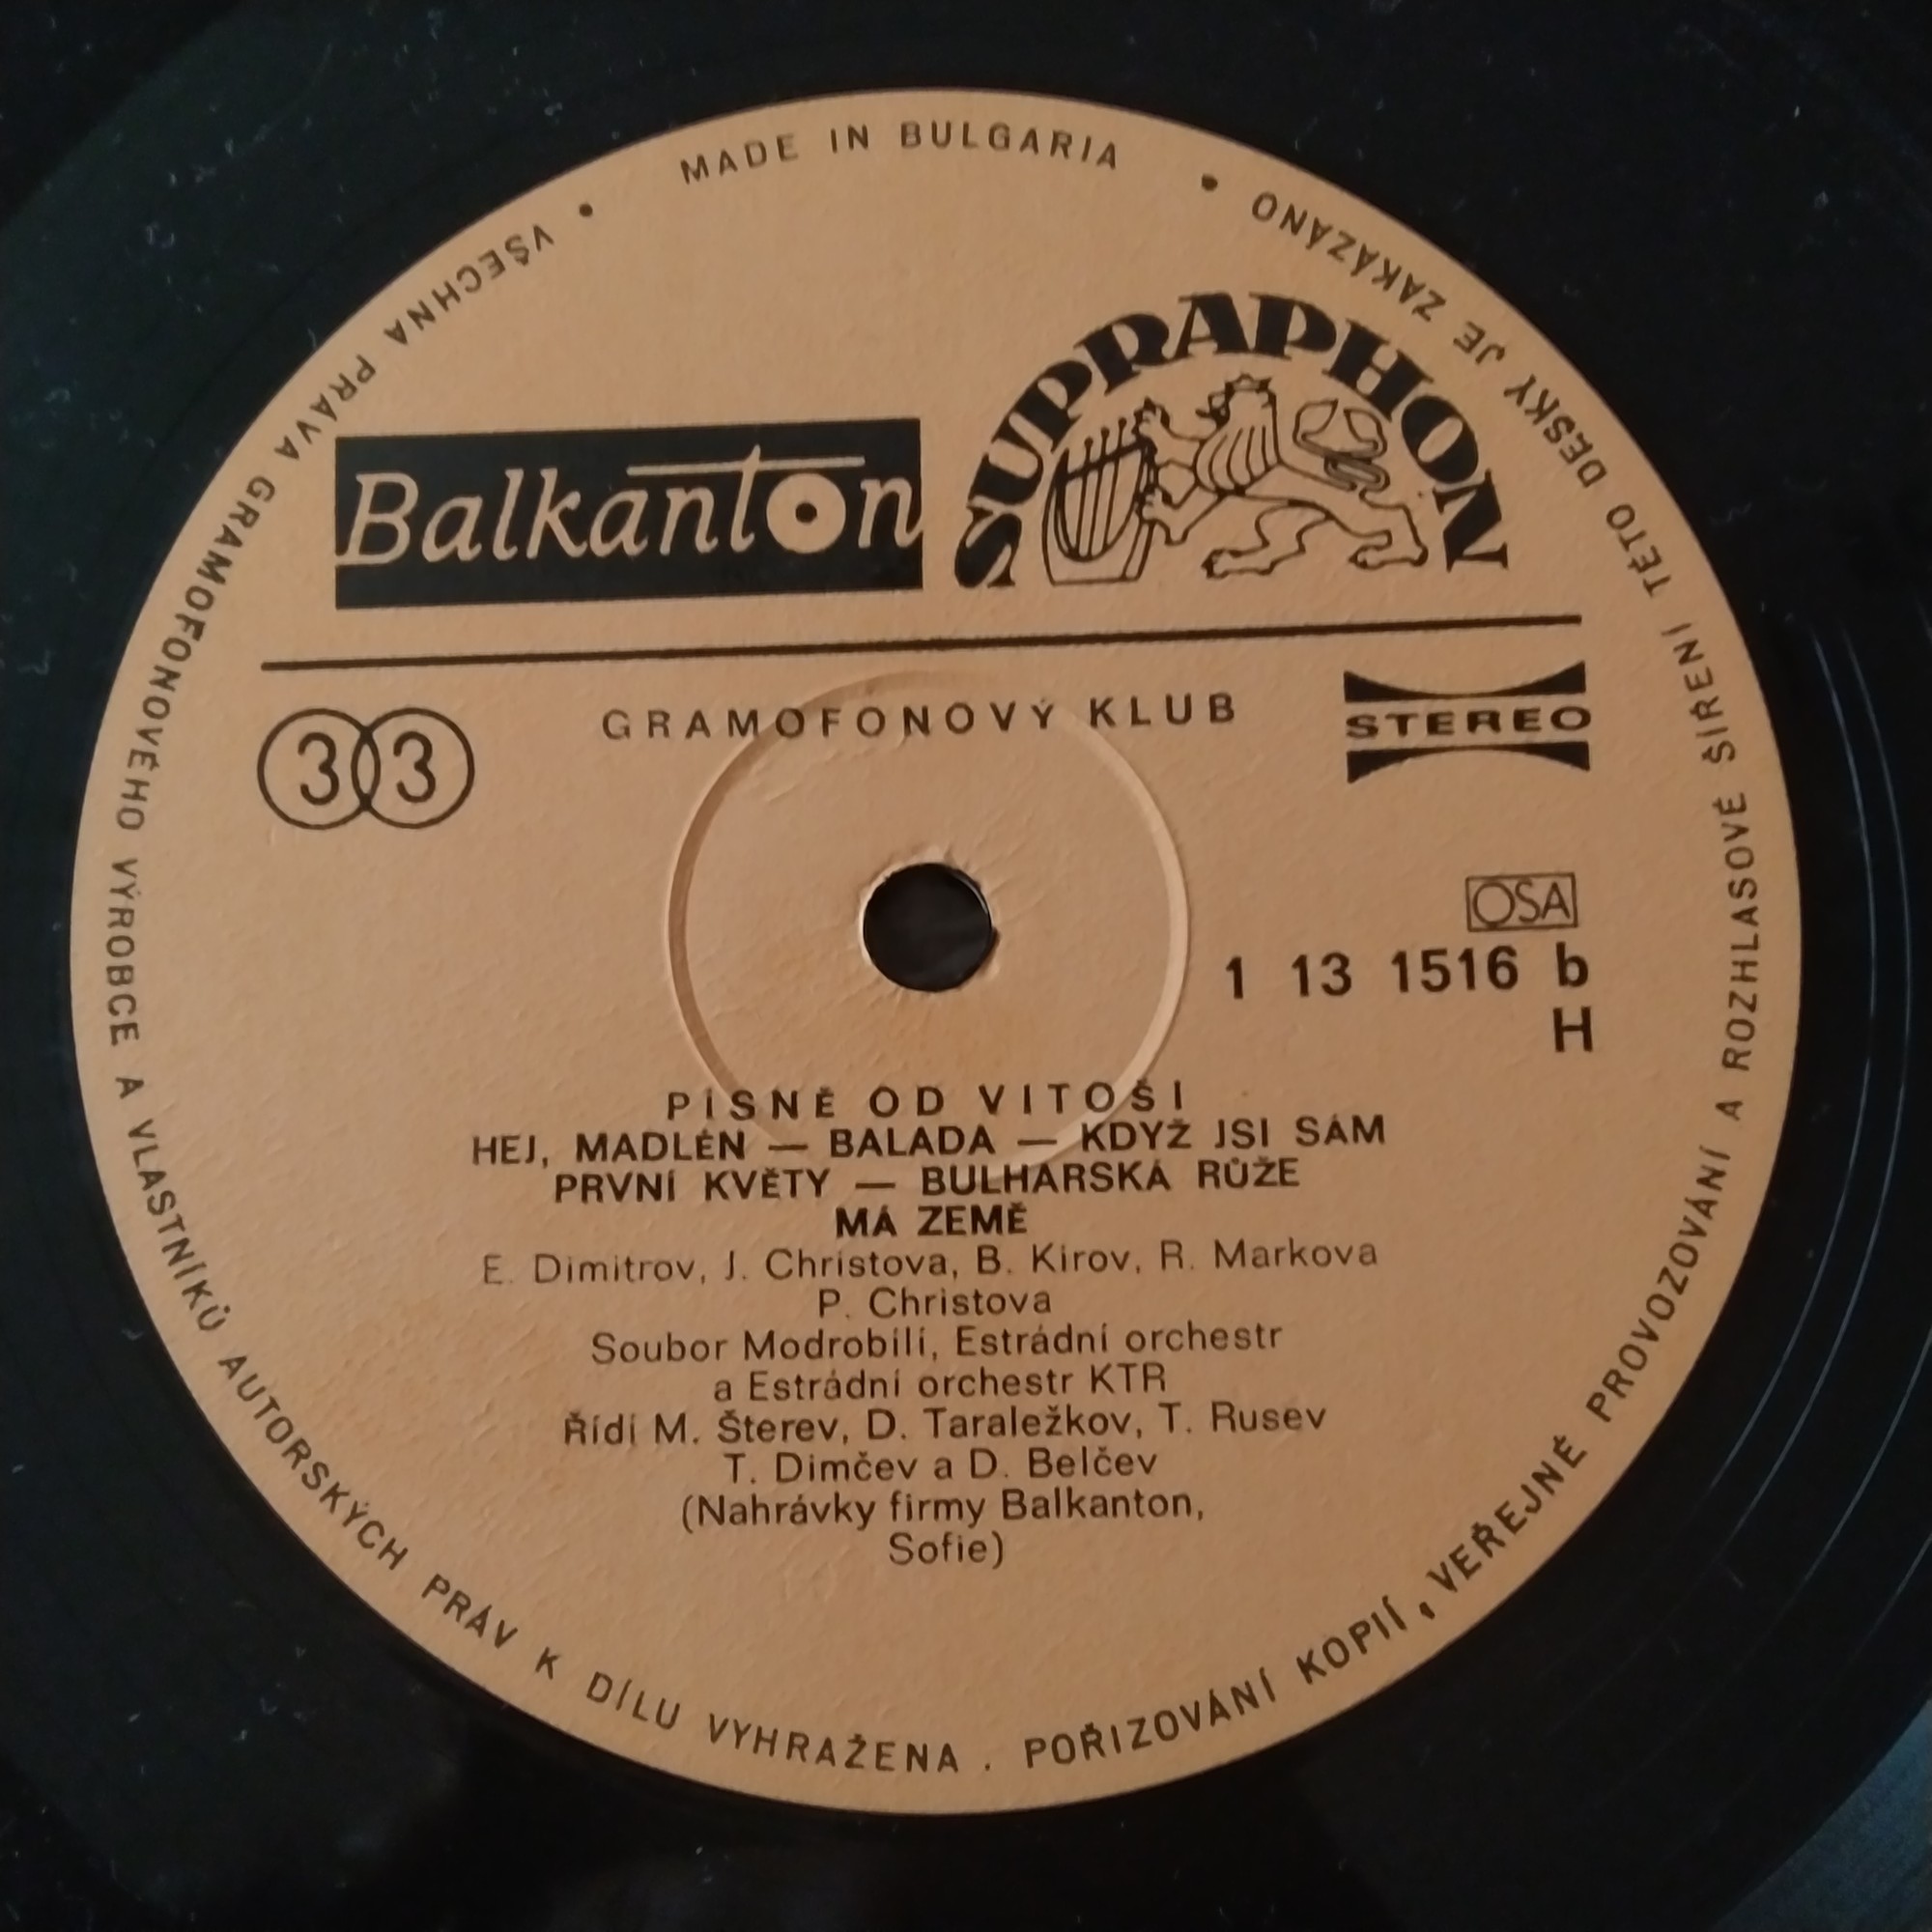 MADE IN BULGARIA
• VŠECHNA PRÁVA GRAMOFONOVÉHO VÝROBCE A VLASTNÍKŮ AUTORSKÝCH PRÁV K DÍLU VYHRAŽENA . POŘIZOVÁNÍ KOPIÍ, VEŘEJNÉ PROVOZOVÁNÍ A ROZHLASOVÉ ŠÍŘENÍ TÉTO DESKY JE ZAKÁZÁNO •
Balkanton
SUPRAPHON
33
GRAMOFONOVÝ KLUB
STEREO
OSA
1 13 1516 b
H
PÍSNĚ OD VITOŠI
HEJ, MADLÉN — BALADA — KDYŽ JSI SÁM
PRVNÍ KVĚTY — BULHARSKÁ RŮŽE
MÁ ZEMĚ
E. Dimitrov, J. Christova, B. Kirov, R. Markova
P. Christova
Soubor Modrobílí, Estrádní orchestr
a Estrádní orchestr KTR
Řídí M. Šterev, D. Taraležkov, T. Rusev
T. Dimčev a D. Belčev
(Nahrávky firmy Balkanton,
Sofie)